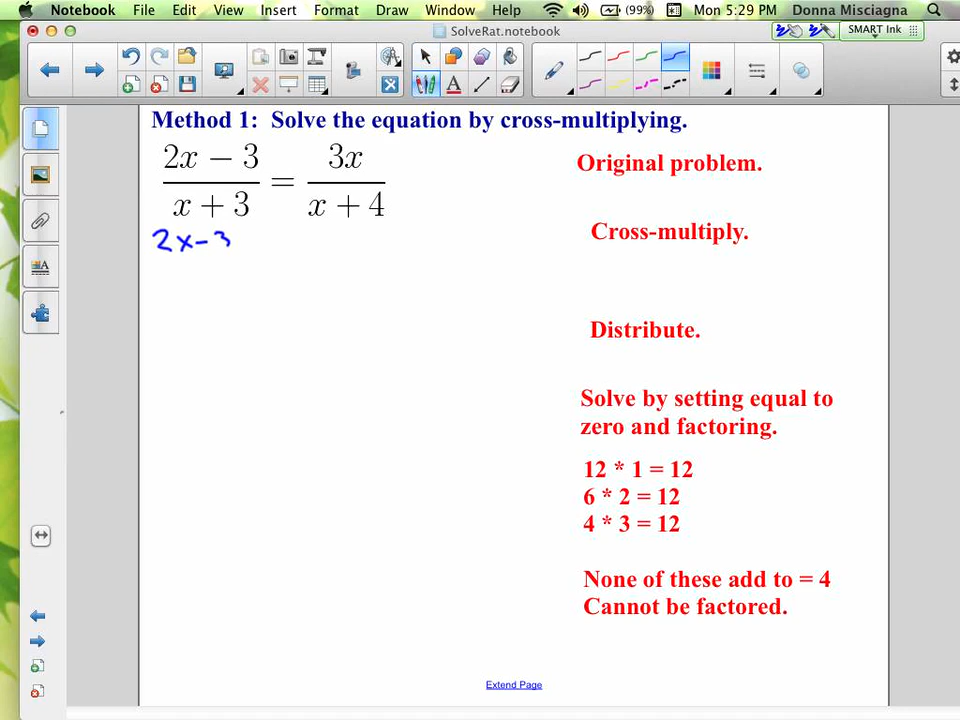 Notebook File Edit View Insert Format Draw Window Help (99%) Mon 5:29 PM Donna Misciagna
SolveRat.notebook
SMART Ink
Method 1: Solve the equation by cross-multiplying.
2x − 3 / x + 3 = 3x / x + 4
Original problem.
2x-3
Cross-multiply.
Distribute.
Solve by setting equal to
zero and factoring.
12 * 1 = 12
6 * 2 = 12
4 * 3 = 12
None of these add to = 4
Cannot be factored.
Extend Page